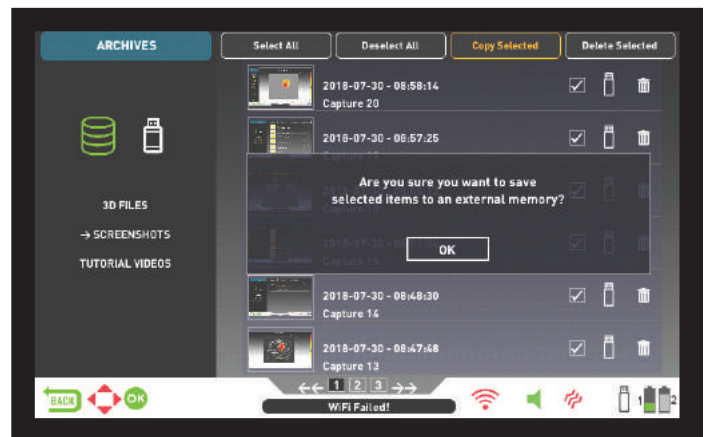 ARCHIVES
Select All
Deselect All
Copy Selected
Delete Selected
2018-07-30 - 08:58:14
Capture 20
2018-07-30 - 08:57:25
Are you sure you want to save
selected items to an external memory?
OK
3D FILES
→ SCREENSHOTS
TUTORIAL VIDEOS
2018-07-30 - 08:48:30
Capture 14
2018-07-30 - 08:47:48
Capture 13
BACK
OK
←← 1 2 3 →→
WiFi Failed!
1
2